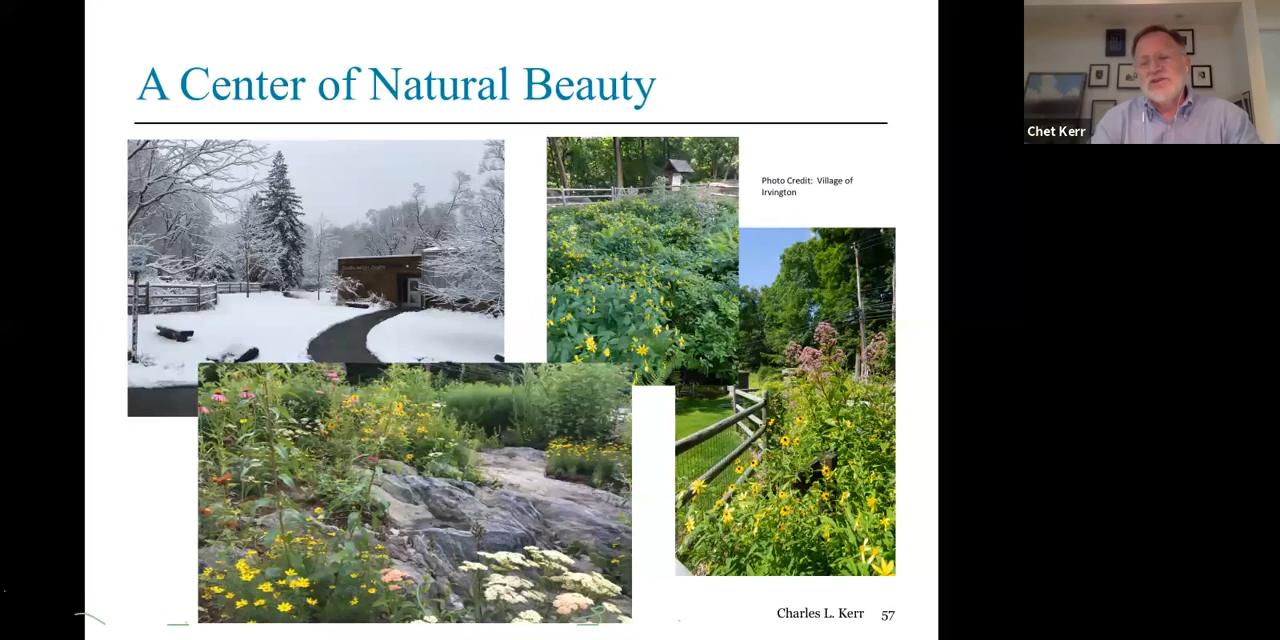 A Center of Natural Beauty
Photo Credit: Village of
Irvington
Charles L. Kerr 57
Chet Kerr